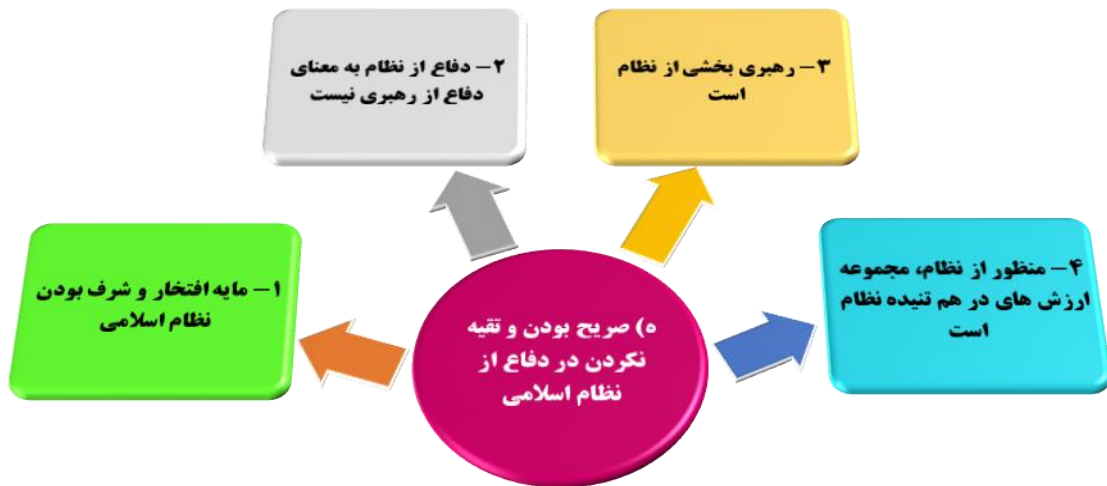 ۲- دفاع از نظام به معنای
دفاع از رهبری نیست
۳- رهبری بخشی از نظام
است
۱- مایه افتخار و شرف بودن
نظام اسلامی
۴- منظور از نظام، مجموعه
ارزش های در هم تنیده نظام
است
ه) صریح بودن و تقیه
نکردن در دفاع از
نظام اسلامی